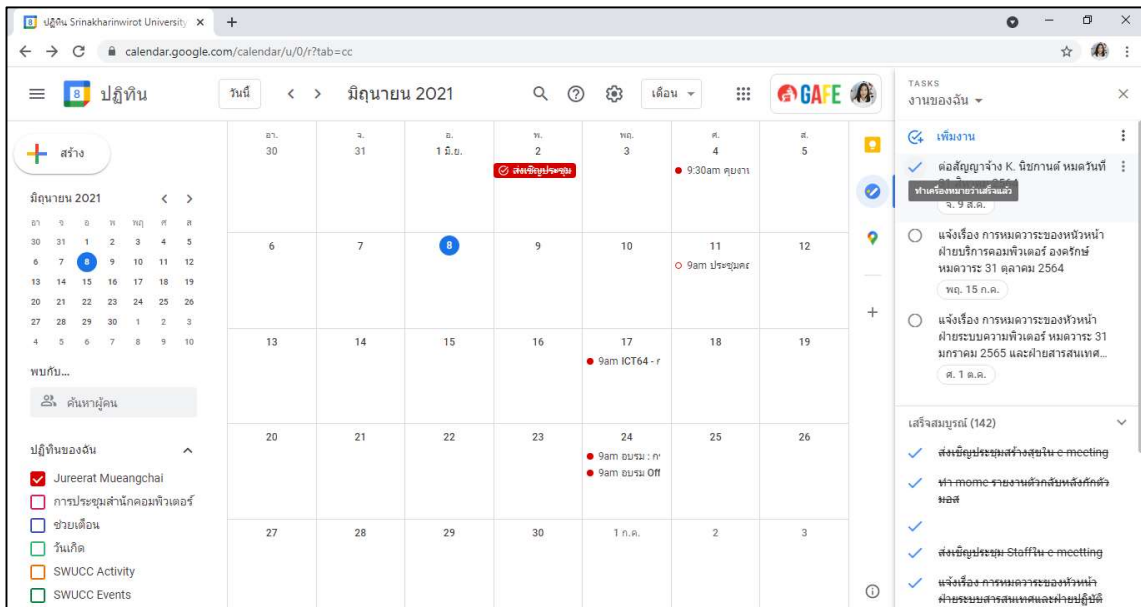 ปฏิทิน Srinakharinwirot University
calendar.google.com/calendar/u/0/r?tab=cc
ปฏิทิน
วันนี้
มิถุนายน 2021
เดือน
GAFE
TASKS
งานของฉัน
สร้าง
มิถุนายน 2021
อา จ อ พ พฤ ศ ส
30 31 1 2 3 4 5
6 7 8 9 10 11 12
13 14 15 16 17 18 19
20 21 22 23 24 25 26
27 28 29 30 1 2 3
4 5 6 7 8 9 10
พบกับ...
ค้นหาผู้คน
ปฏิทินของฉัน
Jureerat Mueangchai
การประชุมสำนักคอมพิวเตอร์
ช่วยเตือน
วันเกิด
SWUCC Activity
SWUCC Events
อา. จ. อ. พ. พฤ. ศ. ส.
30 31 1 มิ.ย. 2 3 4 5
ส่งเชิญประชุม
9:30am คุยงา
6 7 8 9 10 11 12
9am ประชุมคณ
13 14 15 16 17 18 19
9am ICT64 - ก
20 21 22 23 24 25 26
9am อบรม : ก
9am อบรม Off
27 28 29 30 1 ก.ค. 2 3
เพิ่มงาน
ต่อสัญญาจ้าง K. นิชกานต์ หมดวันที่
ทำเครื่องหมายว่าเสร็จแล้ว
จ. 9 ส.ค.
แจ้งเรื่อง การหมดวาระของหนัวหน้า
ฝ่ายบริการคอมพิวเตอร์ องครักษ์
หมดวาระ 31 ตุลาคม 2564
พฤ. 15 ก.ค.
แจ้งเรื่อง การหมดวาระของหัวหน้า
ฝ่ายระบบความพิวเตอร์ หมดวาระ 31
มกราคม 2565 และฝ่ายสารสนเทศ...
ศ. 1 ต.ค.
เสร็จสมบูรณ์ (142)
ส่งเชิญประชุมสร้างสุขใน e meeting
ทำ momo รายงานตัวกลับหลังกักตัว
มอส
ส่งเชิญประชุม Staffใน e mectting
แจ้งเรื่อง การหมดวาระของหัวหน้า
ฝ่ายระบบสารสนเทศและฝ่ายปฏิบัติ